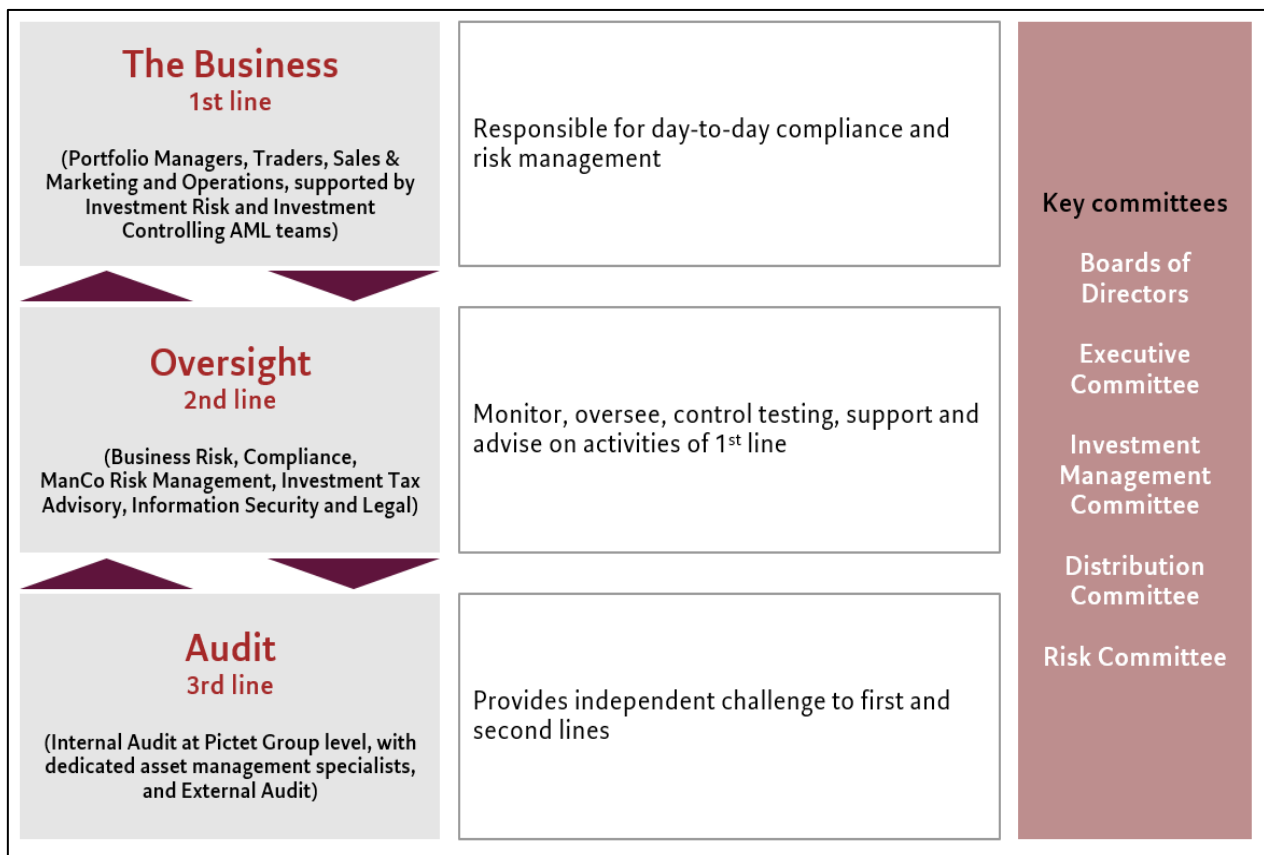 The Business
1st line
(Portfolio Managers, Traders, Sales &
Marketing and Operations, supported by
Investment Risk and Investment
Controlling AML teams)
Responsible for day-to-day compliance and
risk management
Oversight
2nd line
(Business Risk, Compliance,
ManCo Risk Management, Investment Tax
Advisory, Information Security and Legal)
Monitor, oversee, control testing, support and
advise on activities of 1st line
Audit
3rd line
(Internal Audit at Pictet Group level, with
dedicated asset management specialists,
and External Audit)
Provides independent challenge to first and
second lines
Key committees
Boards of
Directors
Executive
Committee
Investment
Management
Committee
Distribution
Committee
Risk Committee